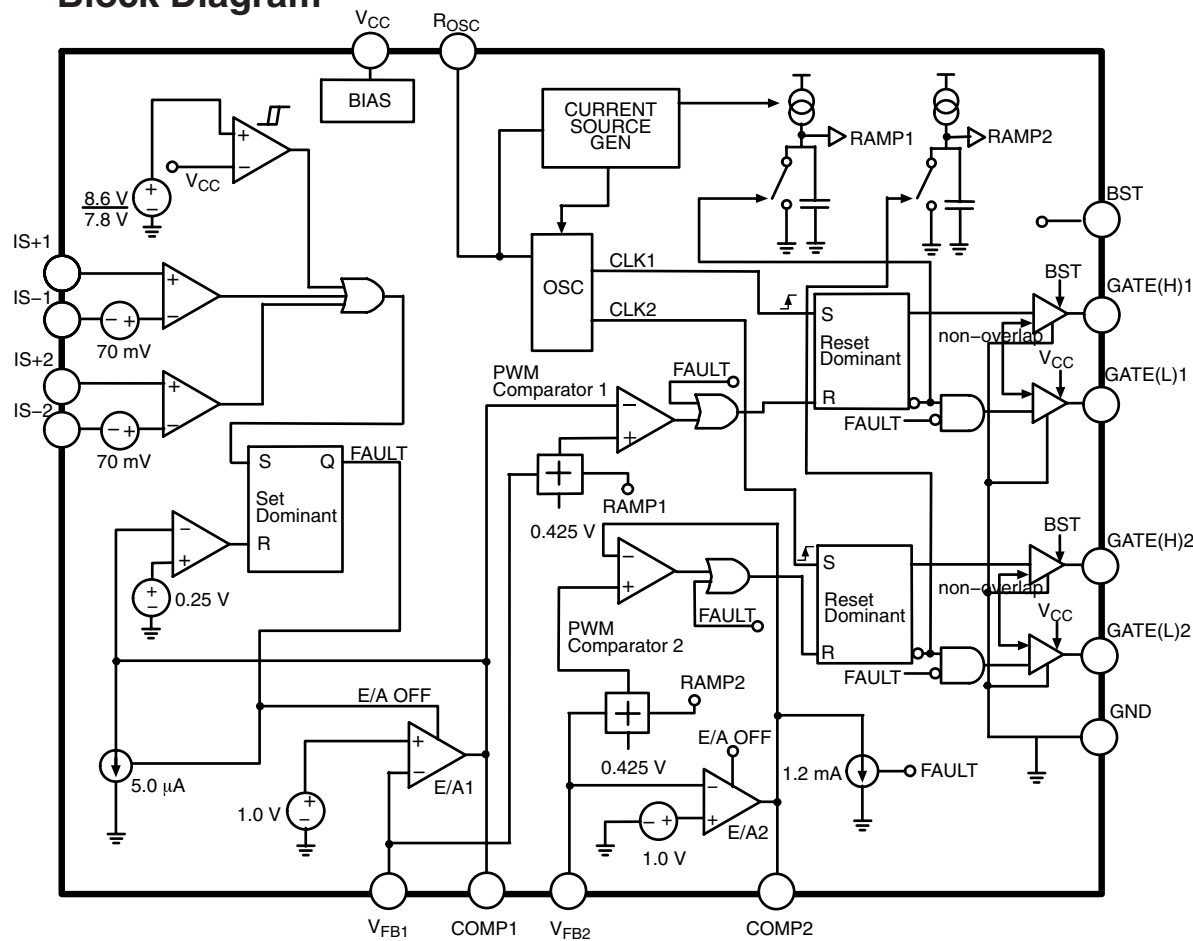 Block Diagram
VCC
ROSC
BIAS
CURRENT
SOURCE
GEN
RAMP1
RAMP2
+
−
VCC
+
−
8.6 V
7.8 V
BST
IS+1
+
−
IS−1
− +
70 mV
IS+2
+
−
IS−2
− +
70 mV
OSC
CLK1
CLK2
S
Reset
Dominant
R
BST
GATE(H)1
non−overlap
VCC
GATE(L)1
FAULT
PWM
Comparator 1
FAULT
−
+
+
RAMP1
0.425 V
S
Q
FAULT
Set
Dominant
R
−
+
+
−
0.25 V
−
+
FAULT
PWM
Comparator 2
S
Reset
Dominant
R
BST
GATE(H)2
non−overlap
VCC
GATE(L)2
FAULT
+
RAMP2
0.425 V
GND
E/A OFF
+
−
E/A1
5.0 μA
1.0 V
+
−
E/A OFF
−
+
E/A2
− +
1.0 V
1.2 mA
FAULT
VFB1
COMP1
VFB2
COMP2